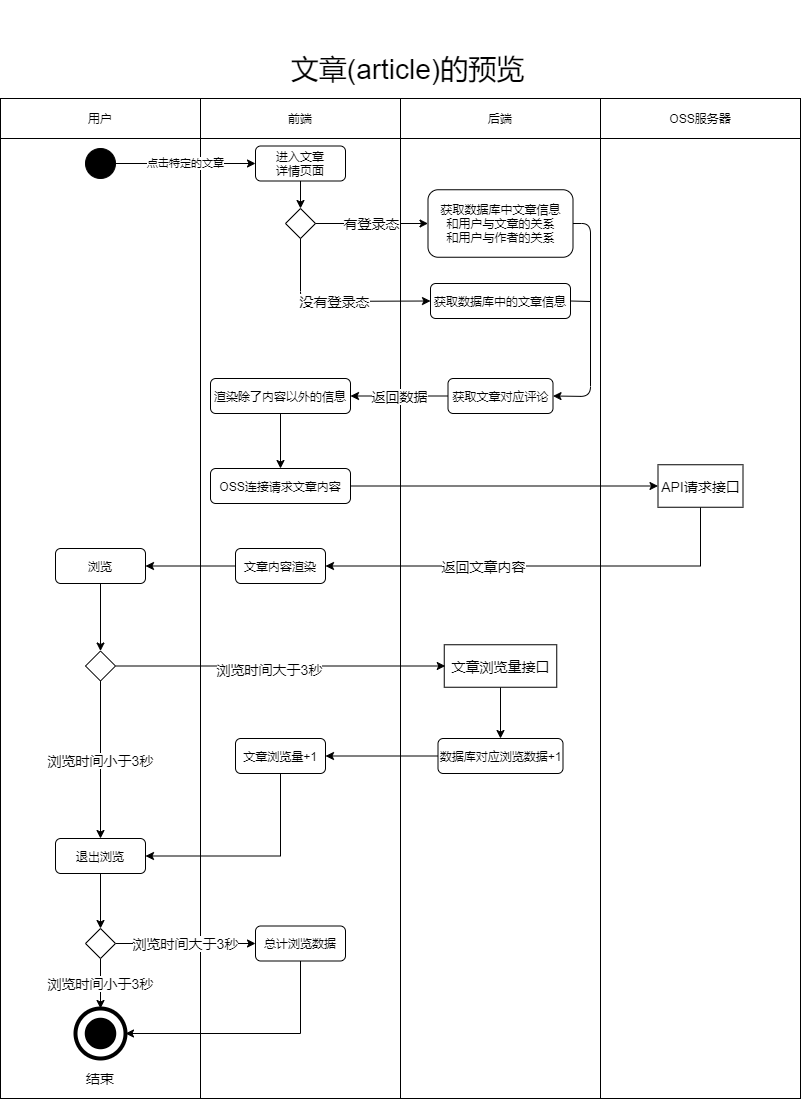 文章(article)的预览
用户
前端
后端
OSS服务器
点击特定的文章
进入文章
详情页面
有登录态
获取数据库中文章信息
和用户与文章的关系
和用户与作者的关系
没有登录态
获取数据库中的文章信息
渲染除了内容以外的信息
返回数据
获取文章对应评论
OSS连接请求文章内容
API请求接口
浏览
文章内容渲染
返回文章内容
浏览时间大于3秒
文章浏览量接口
浏览时间小于3秒
文章浏览量+1
数据库对应浏览数据+1
退出浏览
浏览时间大于3秒
总计浏览数据
浏览时间小于3秒
结束